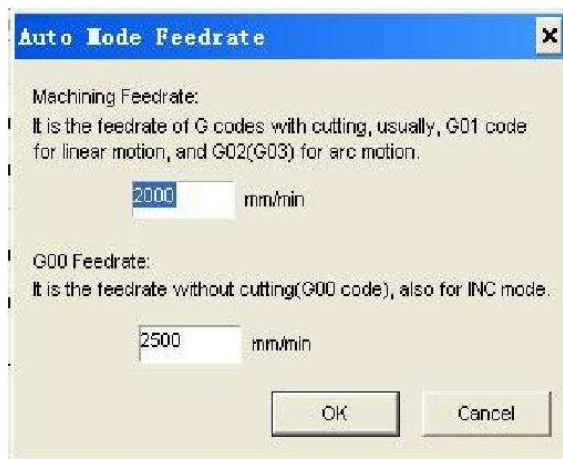 Auto Mode Feedrate
Machining Feedrate:
It is the feedrate of G codes with cutting, usually, G01 code
for linear motion, and G02(G03) for arc motion.
2000 mm/min
G00 Feedrate:
It is the feedrate without cutting(G00 code), also for INC mode.
2500 mm/min
OK Cancel